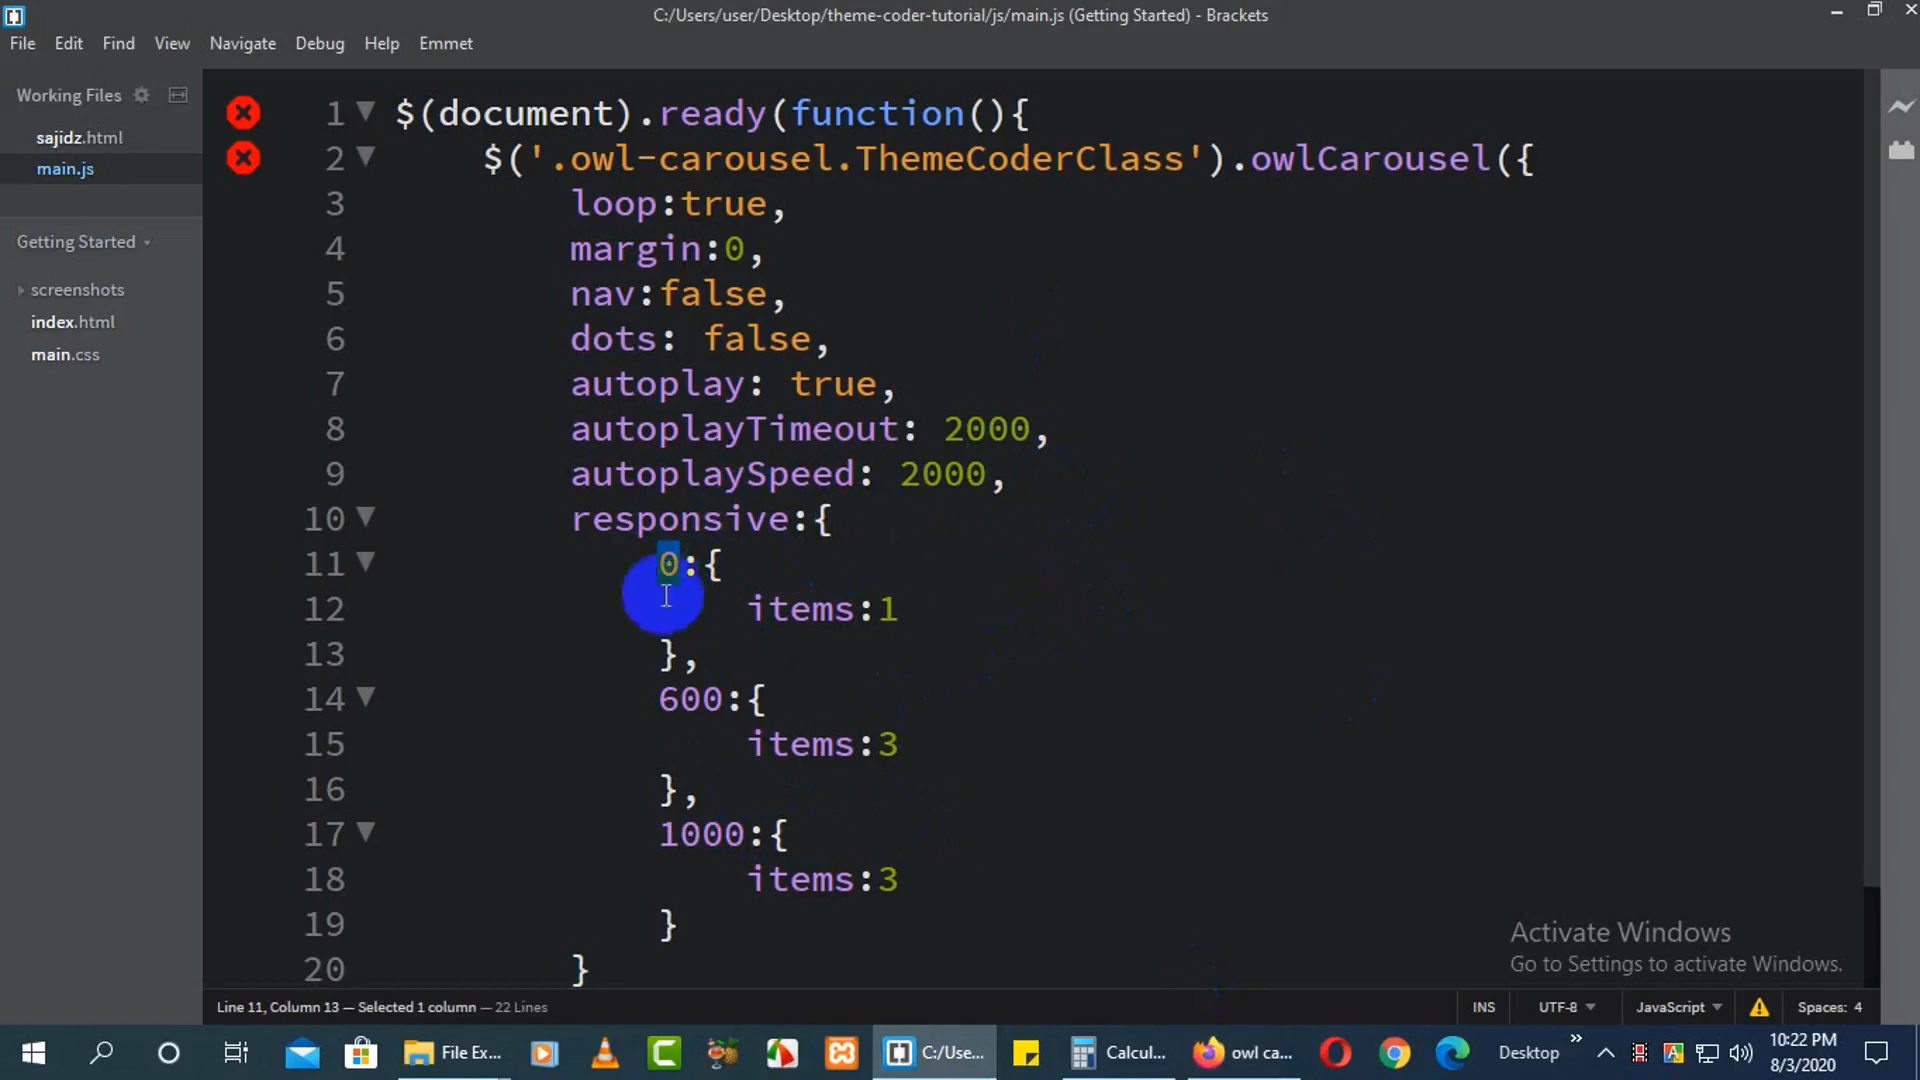 C:/Users/user/Desktop/theme-coder-tutorial/js/main.js (Getting Started) - Brackets
File Edit Find View Navigate Debug Help Emmet
Working Files
sajidz.html
main.js
Getting Started
screenshots
index.html
main.css
1 $(document).ready(function(){
2 $('.owl-carousel.ThemeCoderClass').owlCarousel({
3 loop:true,
4 margin:0,
5 nav:false,
6 dots: false,
7 autoplay: true,
8 autoplayTimeout: 2000,
9 autoplaySpeed: 2000,
10 responsive:{
11 0:{
12 items:1
13 },
14 600:{
15 items:3
16 },
17 1000:{
18 items:3
19 }
20 }
Activate Windows
Go to Settings to activate Windows.
Line 11, Column 13 — Selected 1 column — 22 Lines
INS UTF-8 JavaScript Spaces: 4
File Ex... C:/Use... Calcul... owl ca... Desktop
10:22 PM
8/3/2020